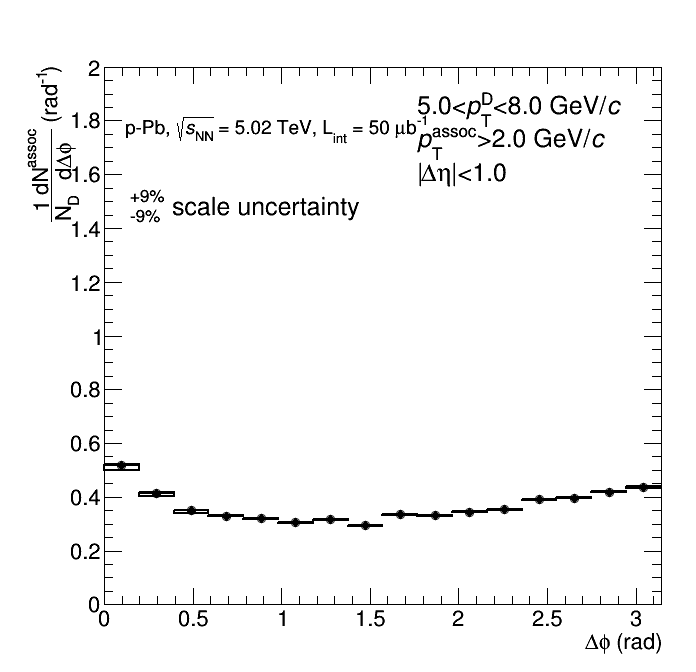 1 dN^assoc
N_D dΔϕ (rad⁻¹)
p-Pb, √s_NN = 5.02 TeV, L_int = 50 μb⁻¹
5.0<p_T^D<8.0 GeV/c
p_T^assoc>2.0 GeV/c
|Δη|<1.0
+9%
-9% scale uncertainty
2
1.8
1.6
1.4
1.2
1
0.8
0.6
0.4
0.2
0
0 0.5 1 1.5 2 2.5 3
Δϕ (rad)